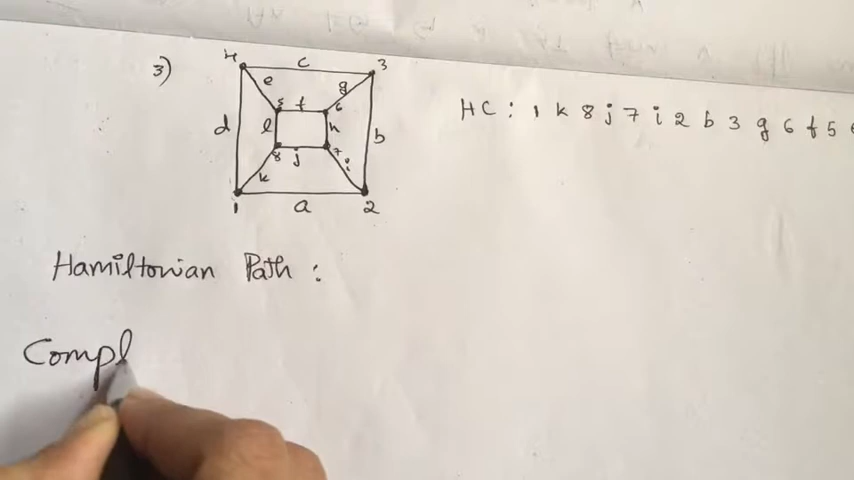 3)
4 c 3
e g
5 f 6
d l h b
8 j 7
k i
1 a 2
HC : 1 k 8 j 7 i 2 b 3 g 6 f 5 e
Hamiltonian Path :
Compl